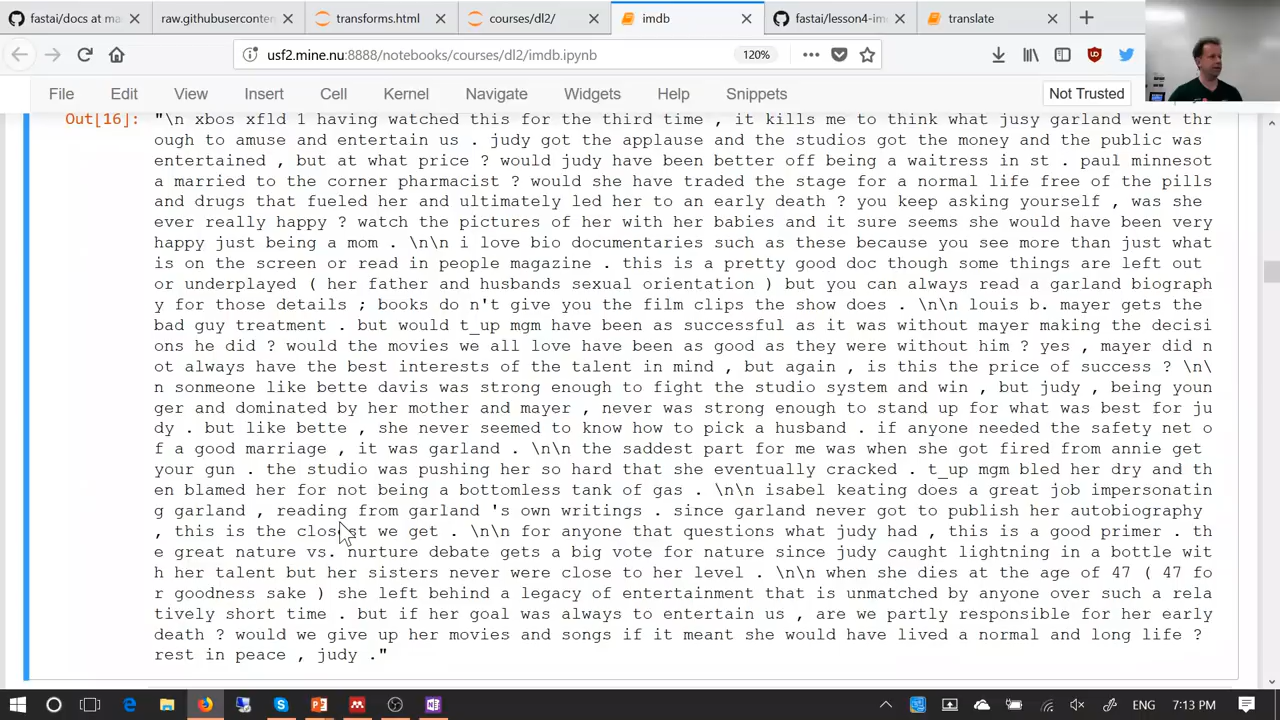 fastai/docs at ma
raw.githubuserconten
transforms.html
courses/dl2/
imdb
fastai/lesson4-im
translate
usf2.mine.nu:8888/notebooks/courses/dl2/imdb.ipynb
120%
File Edit View Insert Cell Kernel Navigate Widgets Help Snippets
Not Trusted
Out[16]: "\n xbos xfld 1 having watched this for the third time , it kills me to think what jusy garland went thr
ough to amuse and entertain us . judy got the applause and the studios got the money and the public was
entertained , but at what price ? would judy have been better off being a waitress in st . paul minnesot
a married to the corner pharmacist ? would she have traded the stage for a normal life free of the pills
and drugs that fueled her and ultimately led her to an early death ? you keep asking yourself , was she
ever really happy ? watch the pictures of her with her babies and it sure seems she would have been very
happy just being a mom . \n\n i love bio documentaries such as these because you see more than just what
is on the screen or read in people magazine . this is a pretty good doc though some things are left out
or underplayed ( her father and husbands sexual orientation ) but you can always read a garland biograph
y for those details ; books do n't give you the film clips the show does . \n\n louis b. mayer gets the
bad guy treatment . but would t_up mgm have been as successful as it was without mayer making the decisi
ons he did ? would the movies we all love have been as good as they were without him ? yes , mayer did n
ot always have the best interests of the talent in mind , but again , is this the price of success ? \n\
n sonmeone like bette davis was strong enough to fight the studio system and win , but judy , being youn
ger and dominated by her mother and mayer , never was strong enough to stand up for what was best for ju
dy . but like bette , she never seemed to know how to pick a husband . if anyone needed the safety net o
f a good marriage , it was garland . \n\n the saddest part for me was when she got fired from annie get
your gun . the studio was pushing her so hard that she eventually cracked . t_up mgm bled her dry and th
en blamed her for not being a bottomless tank of gas . \n\n isabel keating does a great job impersonatin
g garland , reading from garland 's own writings . since garland never got to publish her autobiography
, this is the closest we get . \n\n for anyone that questions what judy had , this is a good primer . th
e great nature vs. nurture debate gets a big vote for nature since judy caught lightning in a bottle wit
h her talent but her sisters never were close to her level . \n\n when she dies at the age of 47 ( 47 fo
r goodness sake ) she left behind a legacy of entertainment that is unmatched by anyone over such a rela
tively short time . but if her goal was always to entertain us , are we partly responsible for her early
death ? would we give up her movies and songs if it meant she would have lived a normal and long life ?
rest in peace , judy ."
ENG 7:13 PM